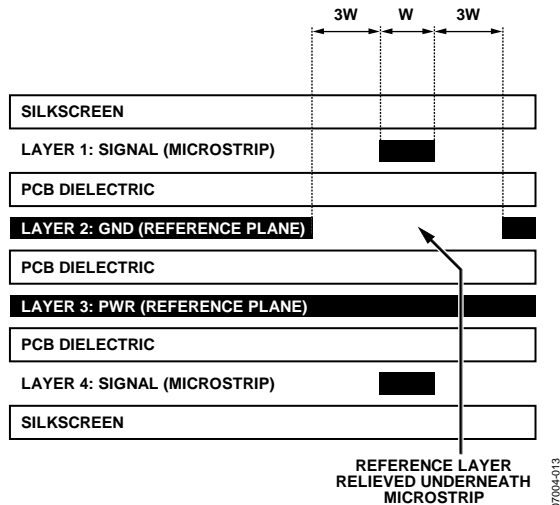 3W W 3W
SILKSCREEN
LAYER 1: SIGNAL (MICROSTRIP)
PCB DIELECTRIC
LAYER 2: GND (REFERENCE PLANE)
PCB DIELECTRIC
LAYER 3: PWR (REFERENCE PLANE)
PCB DIELECTRIC
LAYER 4: SIGNAL (MICROSTRIP)
SILKSCREEN
REFERENCE LAYER
RELIEVED UNDERNEATH
MICROSTRIP
07004-013